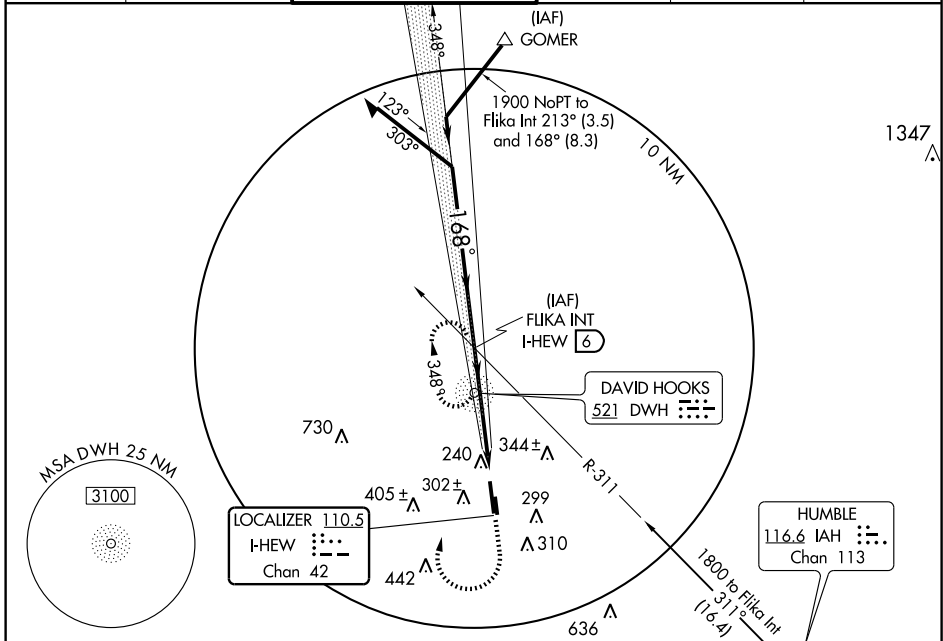 (IAF)
GOMER
348°
1900 NoPT to
Flika Int 213° (3.5)
and 168° (8.3)
123°
303°
10 NM
1347
168°
(IAF)
FLIKA INT
I-HEW 6
348°
DAVID HOOKS
521 DWH
730
240
344±
R-311
MSA DWH 25 NM
3100
405±
302±
299
LOCALIZER 110.5
I-HEW
Chan 42
310
442
HUMBLE
116.6 IAH
Chan 113
1800 to Flika Int
311°
(16.4)
636